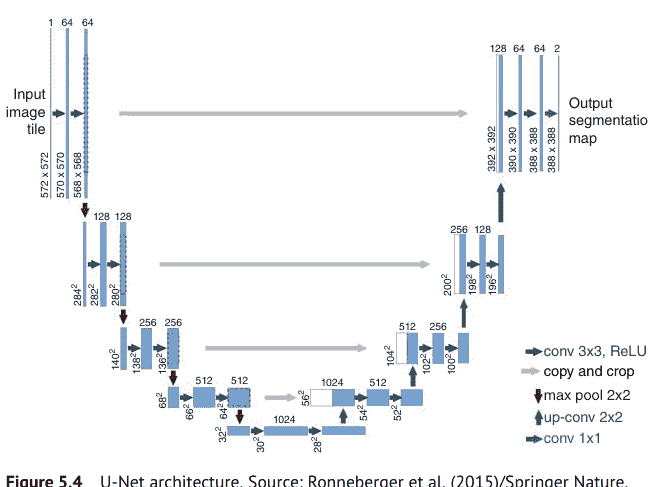 1 64 64
128 64 64 2
Input
image
tile
Output
segmentatio
map
572 x 572
570 x 570
568 x 568
392 x 392
390 x 390
388 x 388
388 x 388
128 128
256 128
284²
282²
280²
200²
198²
196²
256 256
512 256
140²
138²
136²
104²
102²
100²
512 512
1024 512
68²
66²
64²
56²
54²
52²
1024
32²
30²
28²
conv 3x3, ReLU
copy and crop
max pool 2x2
up-conv 2x2
conv 1x1
Figure 5.4 U-Net architecture. Source: Ronneberger et al. (2015)/Springer Nature.